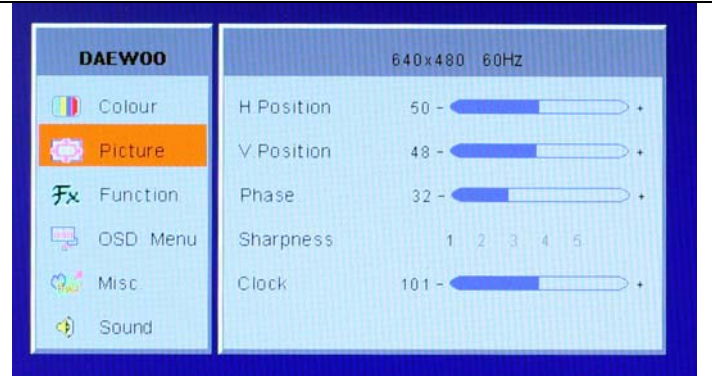 DAEWOO
640x480 60Hz
Colour
Picture
Function
OSD Menu
Misc.
Sound
H.Position 50 - +
V.Position 48 - +
Phase 32 - +
Sharpness 1 2 3 4 5
Clock 101 - +